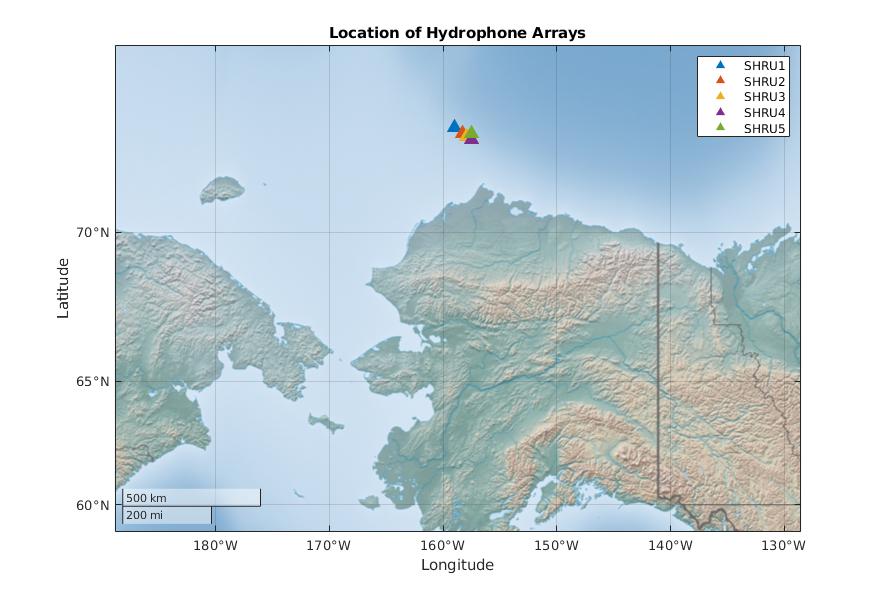 Location of Hydrophone Arrays
SHRU1
SHRU2
SHRU3
SHRU4
SHRU5
70°N
65°N
60°N
Latitude
500 km
200 mi
180°W
170°W
160°W
150°W
140°W
130°W
Longitude